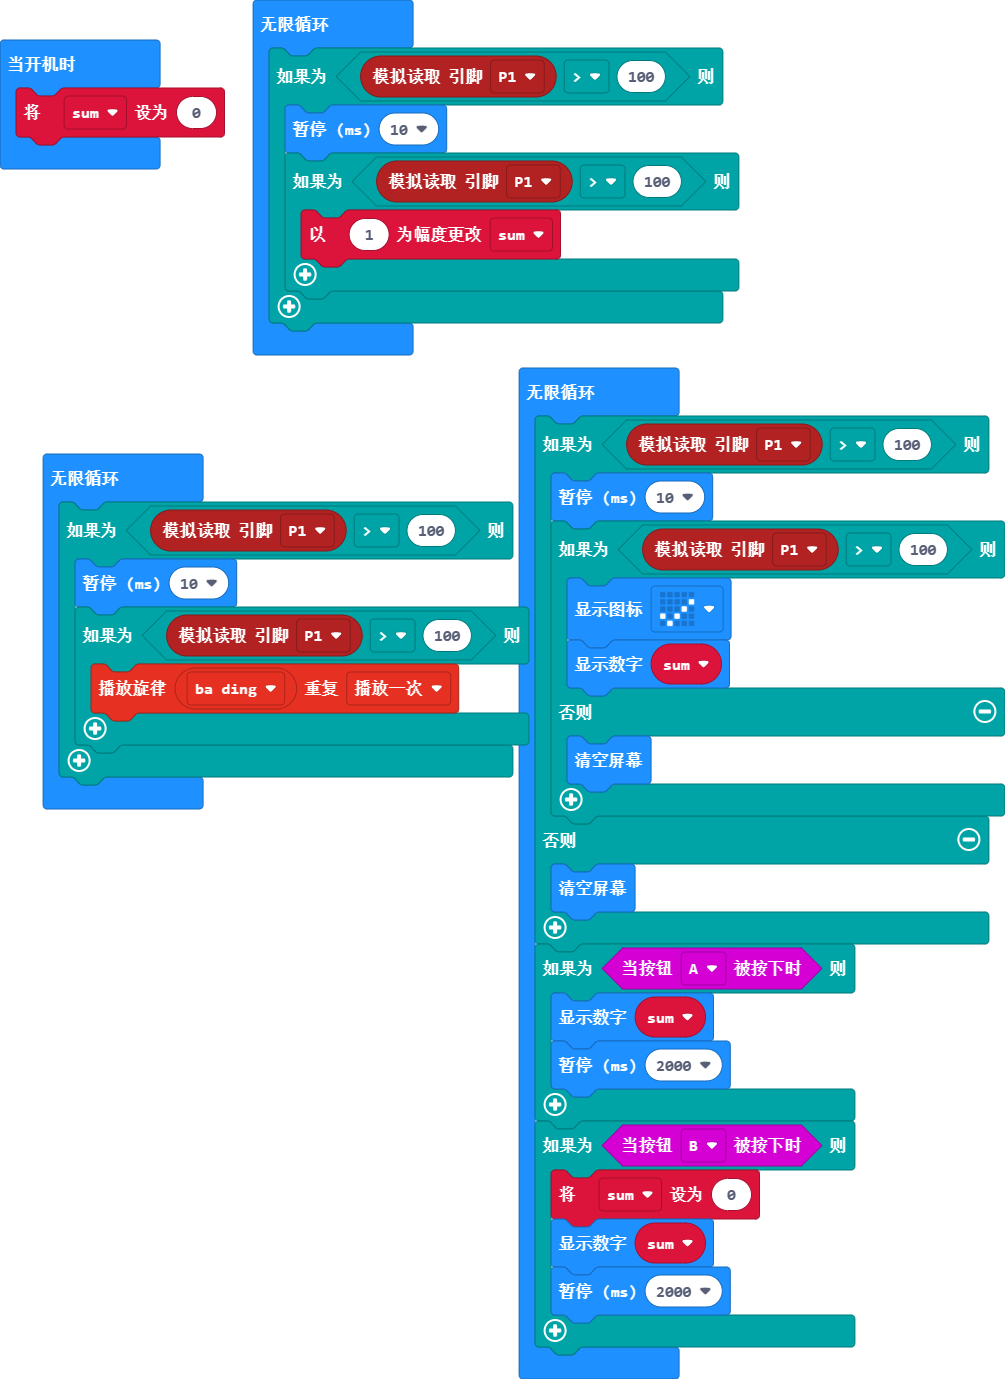 当开机时
将 sum 设为 0
无限循环
如果为 模拟读取 引脚 P1 > 100 则
暂停 (ms) 10
如果为 模拟读取 引脚 P1 > 100 则
以 1 为幅度更改 sum
无限循环
如果为 模拟读取 引脚 P1 > 100 则
暂停 (ms) 10
如果为 模拟读取 引脚 P1 > 100 则
播放旋律 ba ding 重复 播放一次
无限循环
如果为 模拟读取 引脚 P1 > 100 则
暂停 (ms) 10
如果为 模拟读取 引脚 P1 > 100 则
显示图标
显示数字 sum
否则
清空屏幕
否则
清空屏幕
如果为 当按钮 A 被按下时 则
显示数字 sum
暂停 (ms) 2000
如果为 当按钮 B 被按下时 则
将 sum 设为 0
显示数字 sum
暂停 (ms) 2000